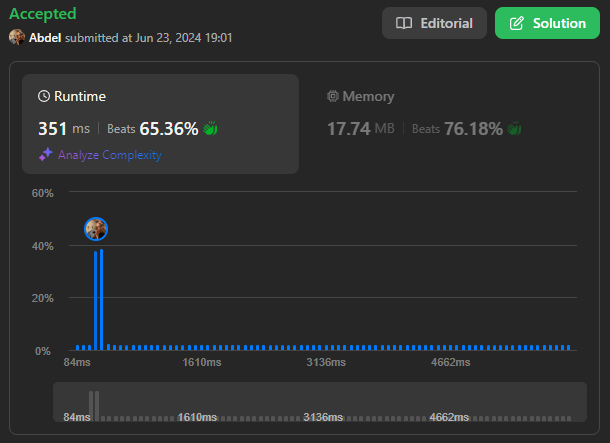 Accepted
Abdel submitted at Jun 23, 2024 19:01
Editorial
Solution
Runtime
351 ms | Beats 65.36%
Analyze Complexity
Memory
17.74 MB | Beats 76.18%
60%
40%
20%
0%
84ms 1610ms 3136ms 4662ms
84ms 1610ms 3136ms 4662ms